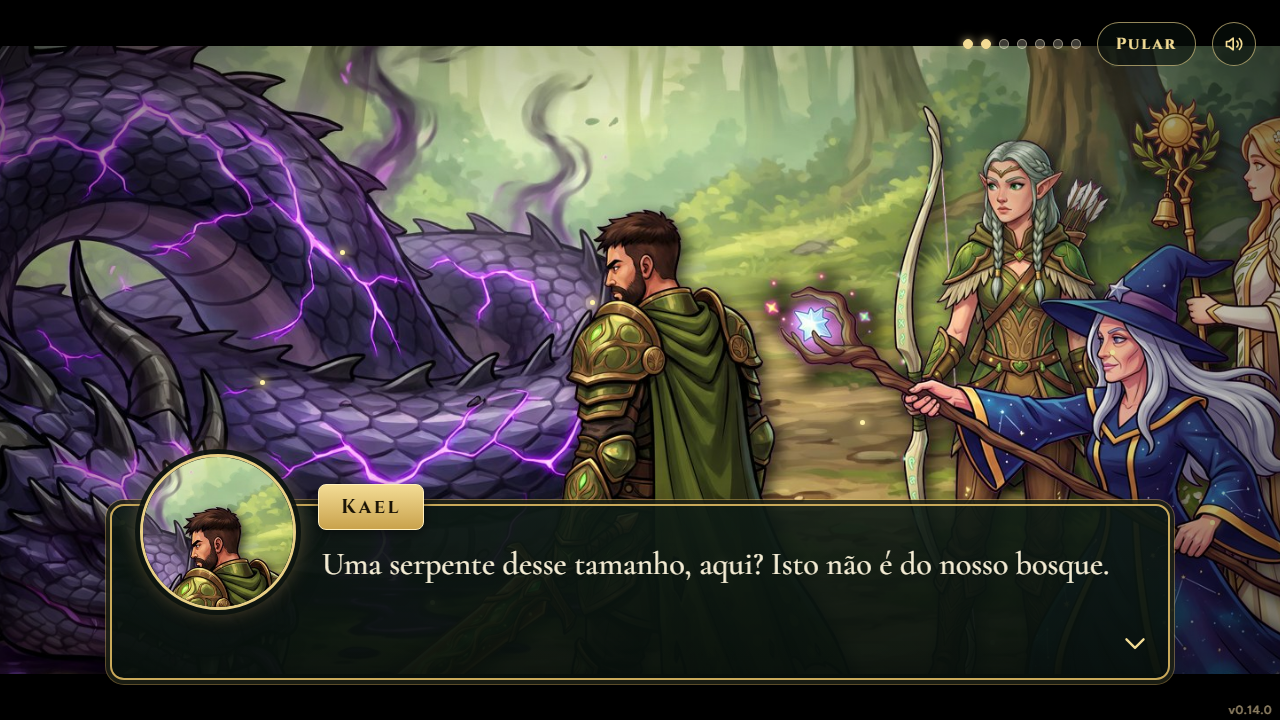 Pular
Kael
Uma serpente desse tamanho, aqui? Isto não é do nosso bosque.
v0.14.0